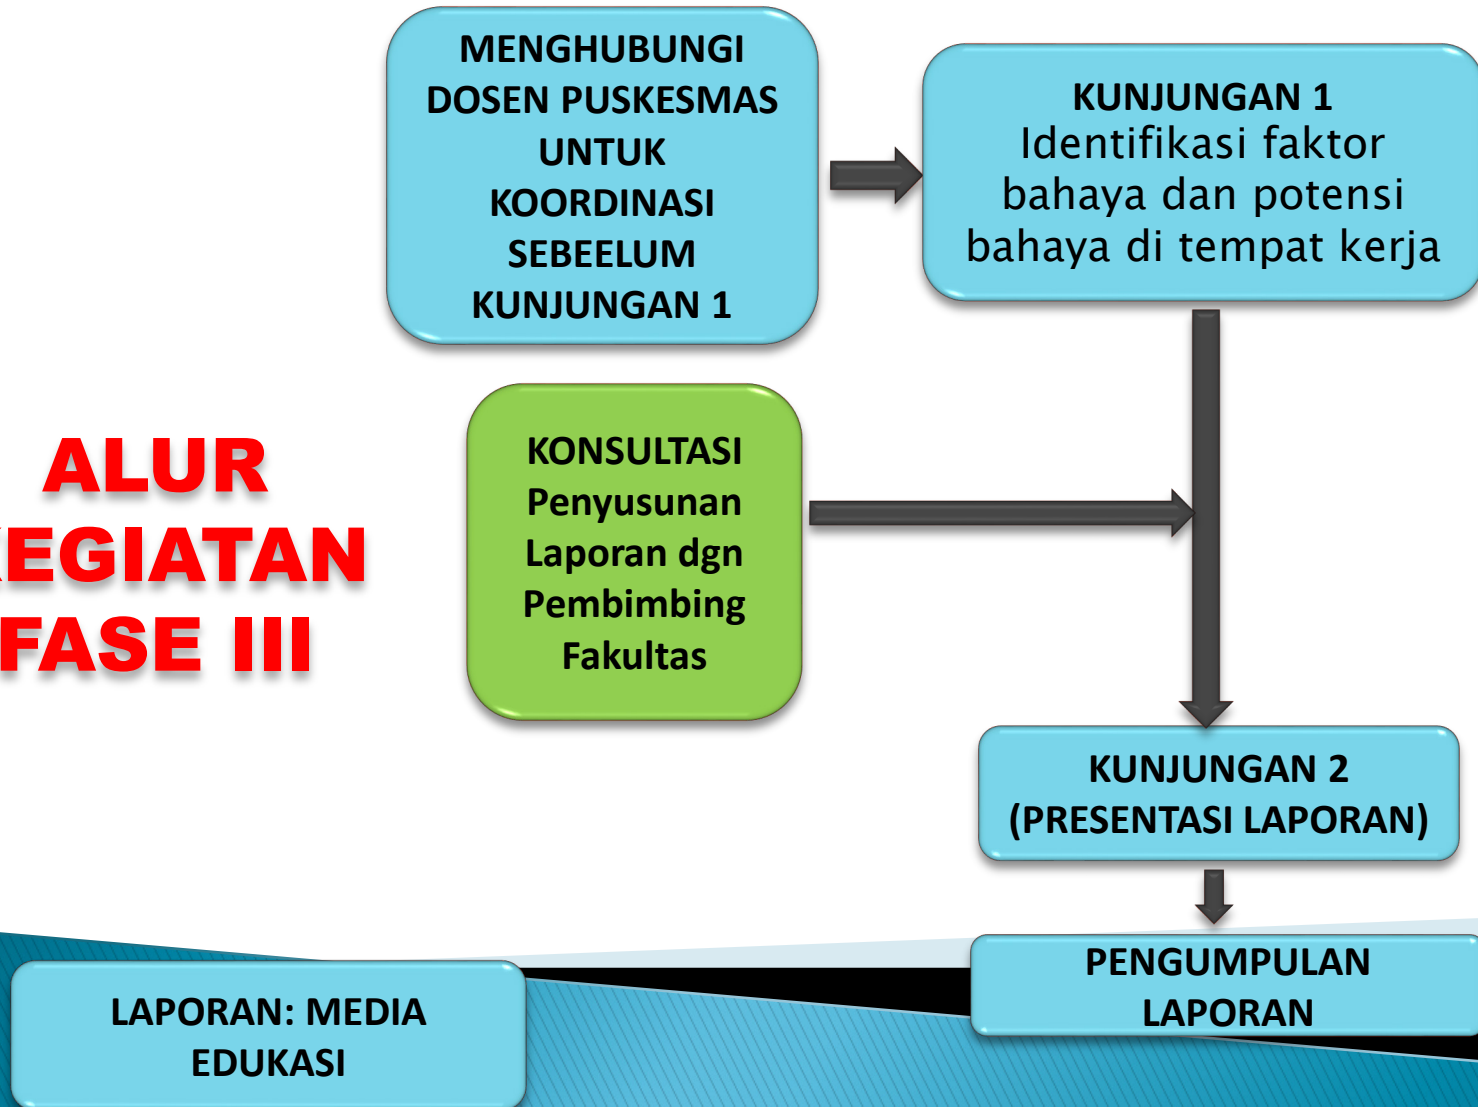 MENGHUBUNGI
DOSEN PUSKESMAS
UNTUK
KOORDINASI
SEBEELUM
KUNJUNGAN 1
KUNJUNGAN 1
Identifikasi faktor
bahaya dan potensi
bahaya di tempat kerja
ALUR
KEGIATAN
FASE III
KONSULTASI
Penyusunan
Laporan dgn
Pembimbing
Fakultas
KUNJUNGAN 2
(PRESENTASI LAPORAN)
PENGUMPULAN
LAPORAN
LAPORAN: MEDIA
EDUKASI